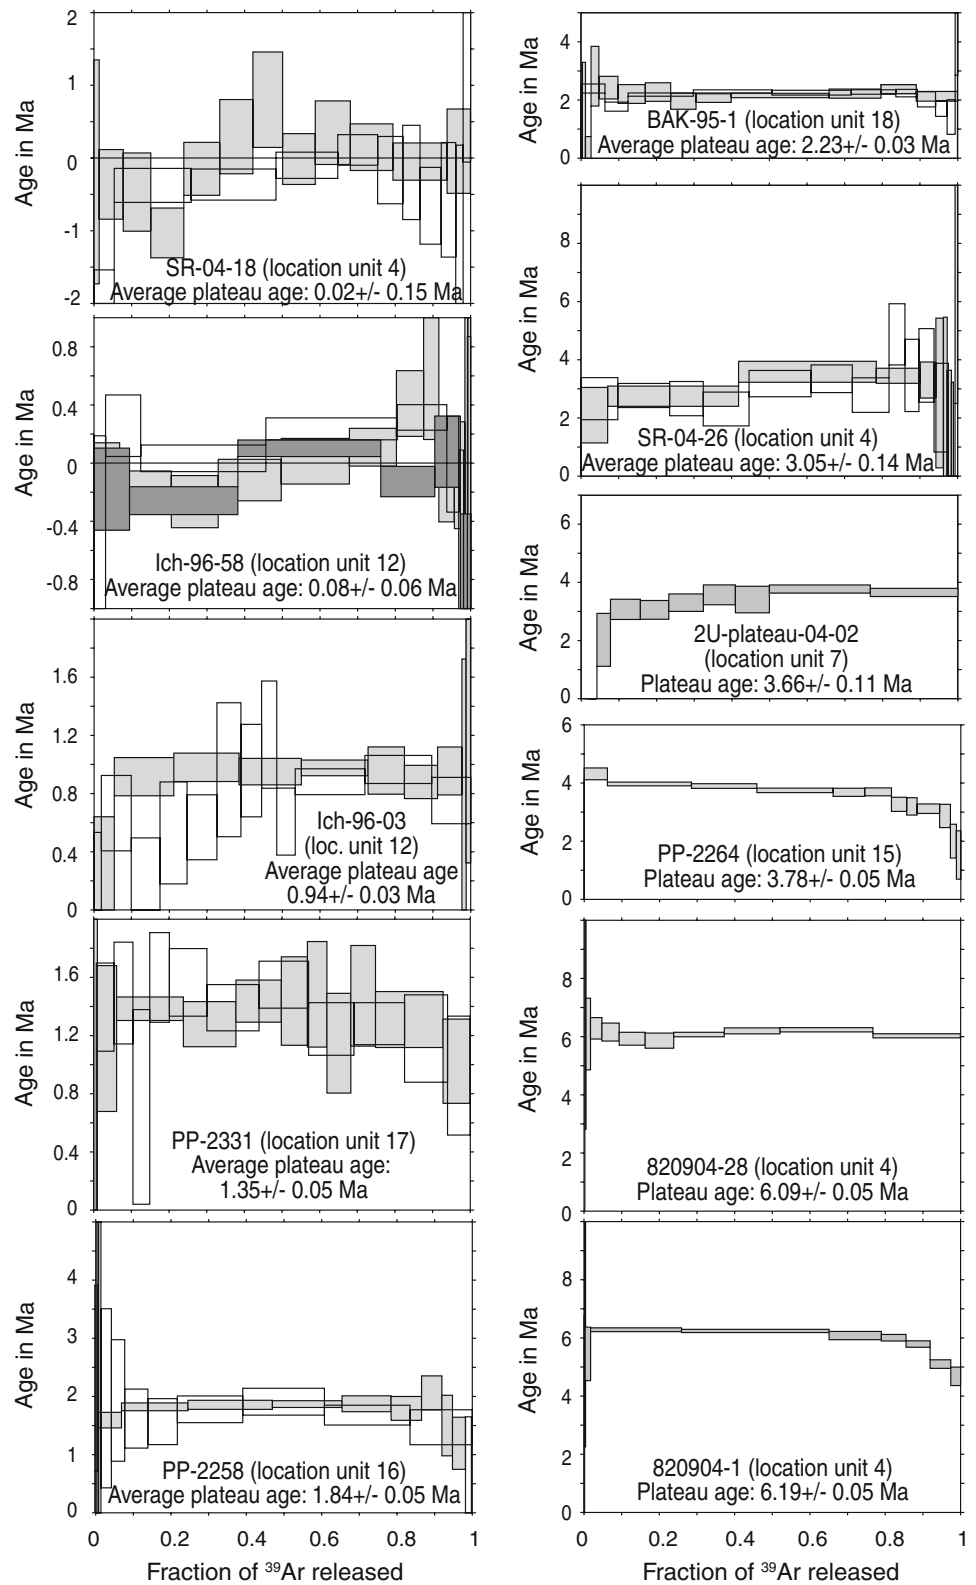 2
1
0
-1
-2
Age in Ma
SR-04-18 (location unit 4)
Average plateau age: 0.02+/- 0.15 Ma
0.8
0.4
0
-0.4
-0.8
Age in Ma
Ich-96-58 (location unit 12)
Average plateau age: 0.08+/- 0.06 Ma
1.6
1.2
0.8
0.4
0
Age in Ma
Ich-96-03
(loc. unit 12)
Average plateau age
0.94+/- 0.03 Ma
1.6
1.2
0.8
0.4
0
Age in Ma
PP-2331 (location unit 17)
Average plateau age:
1.35+/- 0.05 Ma
4
3
2
1
0
Age in Ma
PP-2258 (location unit 16)
Average plateau age: 1.84+/- 0.05 Ma
0 0.2 0.4 0.6 0.8 1
Fraction of ³⁹Ar released
4
2
0
Age in Ma
BAK-95-1 (location unit 18)
Average plateau age: 2.23+/- 0.03 Ma
8
6
4
2
0
Age in Ma
SR-04-26 (location unit 4)
Average plateau age: 3.05+/- 0.14 Ma
6
4
2
0
Age in Ma
2U-plateau-04-02
(location unit 7)
Plateau age: 3.66+/- 0.11 Ma
6
4
2
0
Age in Ma
PP-2264 (location unit 15)
Plateau age: 3.78+/- 0.05 Ma
8
6
4
2
0
Age in Ma
820904-28 (location unit 4)
Plateau age: 6.09+/- 0.05 Ma
8
6
4
2
0
Age in Ma
820904-1 (location unit 4)
Plateau age: 6.19+/- 0.05 Ma
0 0.2 0.4 0.6 0.8 1
Fraction of ³⁹Ar released